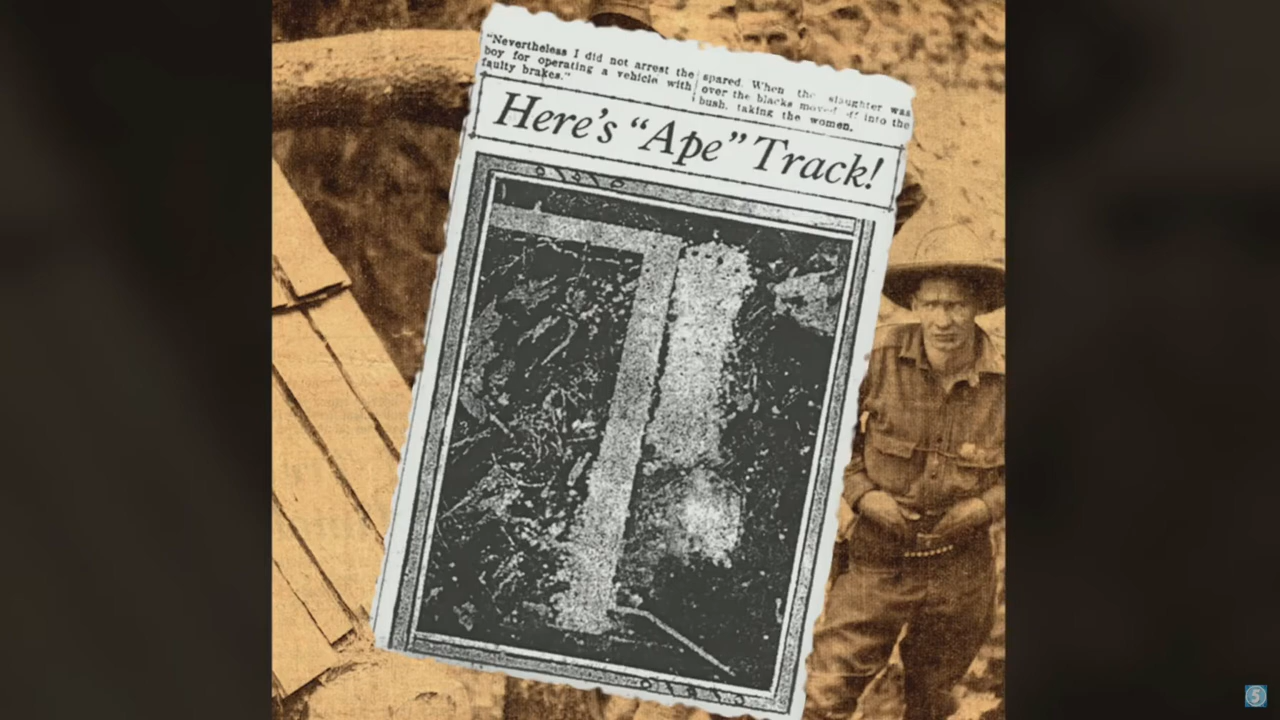 "Nevertheless I did not arrest the
boy for operating a vehicle with
faulty brakes."
spared. When the slaughter was
over the blacks moved off into the
bush, taking the women.
Here's "Ape" Track!
5